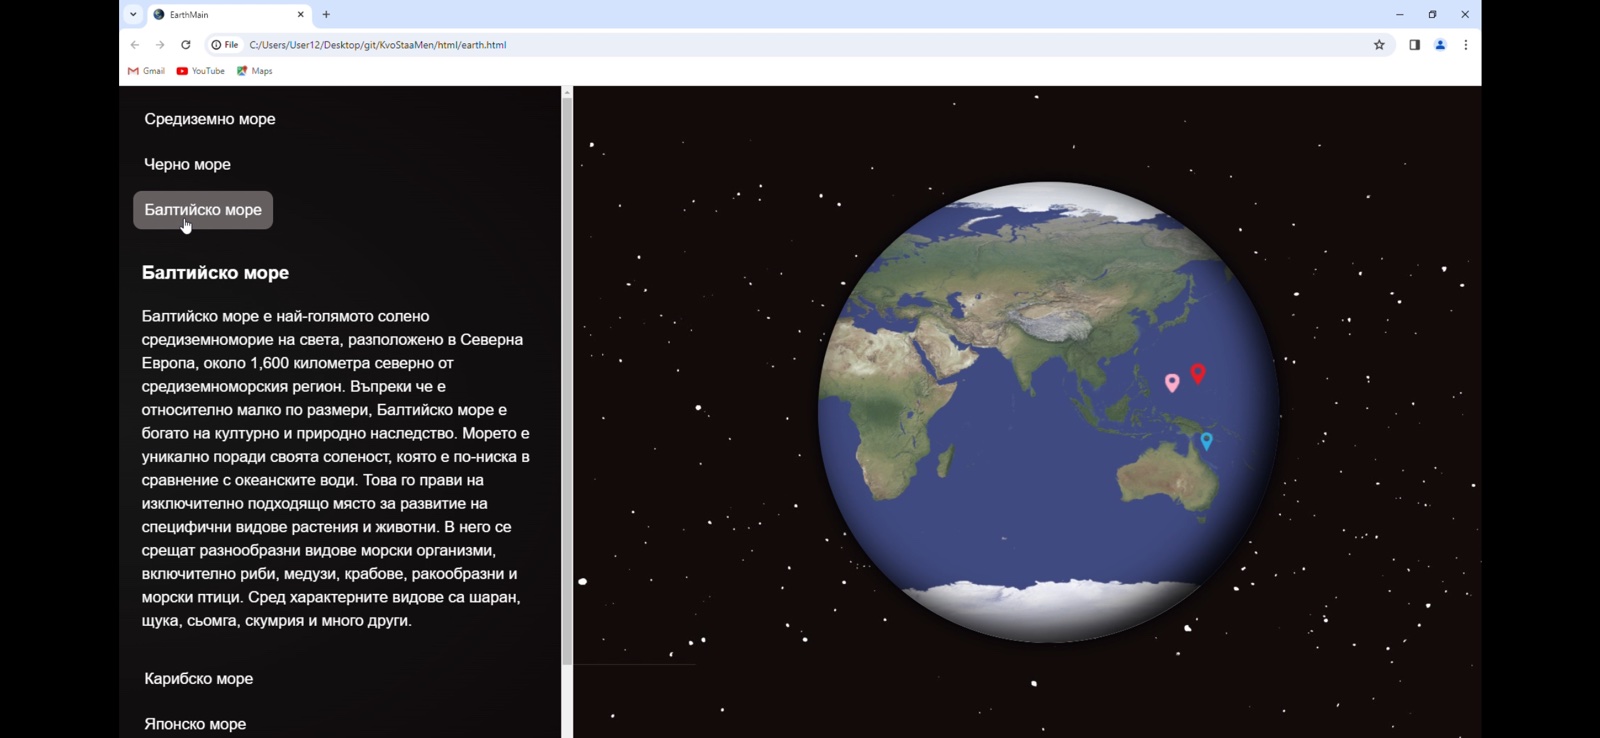 EarthMain
File
C:/Users/User12/Desktop/git/KvoStaaMen/html/earth.html
Gmail
YouTube
Maps
Средиземно море
Черно море
Балтийско море
Балтийско море
Балтийско море е най-голямото солено
средиземноморие на света, разположено в Северна
Европа, около 1,600 километра северно от
средиземноморския регион. Въпреки че е
относително малко по размери, Балтийско море е
богато на културно и природно наследство. Морето е
уникално поради своята соленост, която е по-ниска в
сравнение с океанските води. Това го прави на
изключително подходящо място за развитие на
специфични видове растения и животни. В него се
срещат разнообразни видове морски организми,
включително риби, медузи, крабове, ракообразни и
морски птици. Сред характерните видове са шаран,
щука, сьомга, скумрия и много други.
Карибско море
Японско море